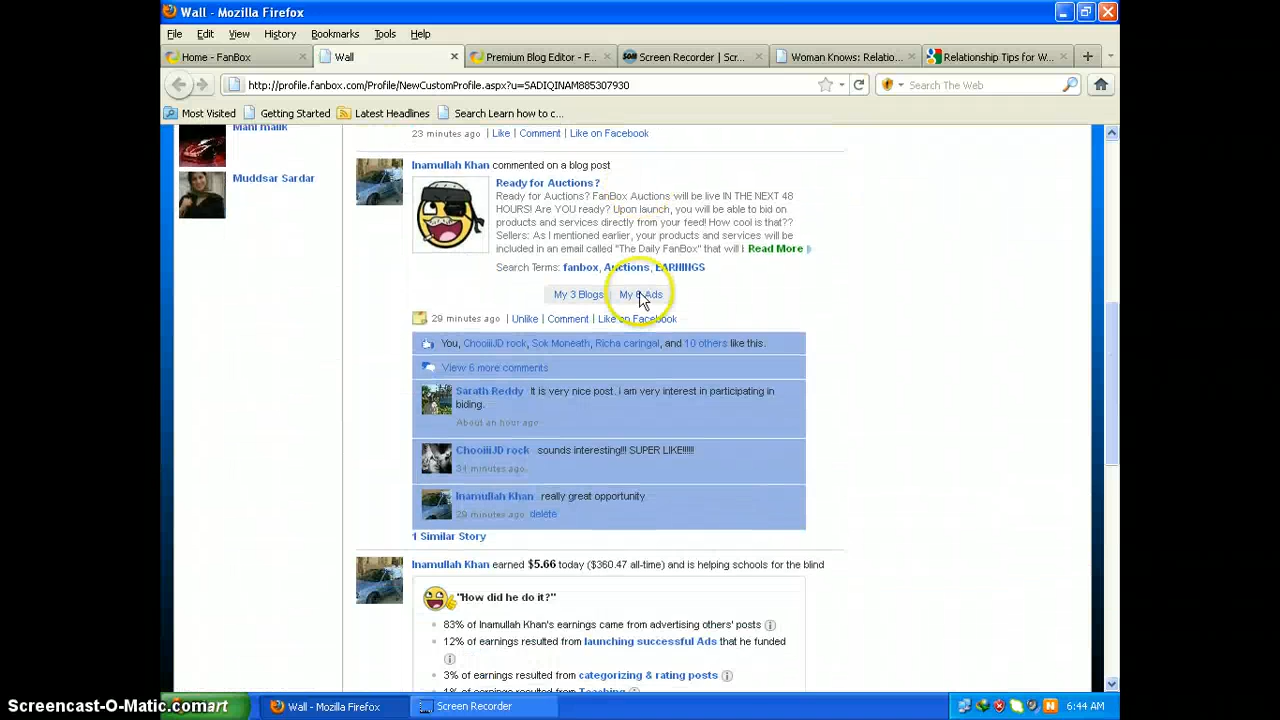 Wall - Mozilla Firefox
File Edit View History Bookmarks Tools Help
Home - FanBox
Wall
Premium Blog Editor - F...
Screen Recorder | Scr...
Woman Knows: Relatio...
Relationship Tips for W...
http://profile.fanbox.com/Profile/NewCustomProfile.aspx?u=SADIQINAM885307930
Search The Web
Most Visited Getting Started Latest Headlines Search Learn how to c...
Mani malik
Muddsar Sardar
23 minutes ago | Like | Comment | Like on Facebook
Inamullah Khan commented on a blog post
Ready for Auctions?
Ready for Auctions? FanBox Auctions will be live IN THE NEXT 48
HOURS! Are YOU ready? Upon launch, you will be able to bid on
products and services directly from your feed! How cool is that??
Sellers: As I mentioned earlier, your products and services will be
included in an email called "The Daily FanBox" that will Read More
Search Terms: fanbox, Auctions, EARNINGS
My 3 Blogs My Ads
29 minutes ago | Unlike | Comment | Like on Facebook
You, ChooiiiJD rock, Sok Moneath, Richa caringal, and 10 others like this.
View 6 more comments
Sarath Reddy It is very nice post. i am very interest in participating in
biding.
About an hour ago
ChooiiiJD rock sounds interesting!!! SUPER LIKE!!!!!!
31 minutes ago
Inamullah Khan really great opportunity.
29 minutes ago delete
1 Similar Story
Inamullah Khan earned $5.66 today ($360.47 all-time) and is helping schools for the blind
"How did he do it?"
83% of Inamullah Khan's earnings came from advertising others' posts
12% of earnings resulted from launching successful Ads that he funded
3% of earnings resulted from categorizing & rating posts
1% of earnings resulted from Teaching
Screencast-O-Matic.com
Wall - Mozilla Firefox
Screen Recorder
6:44 AM